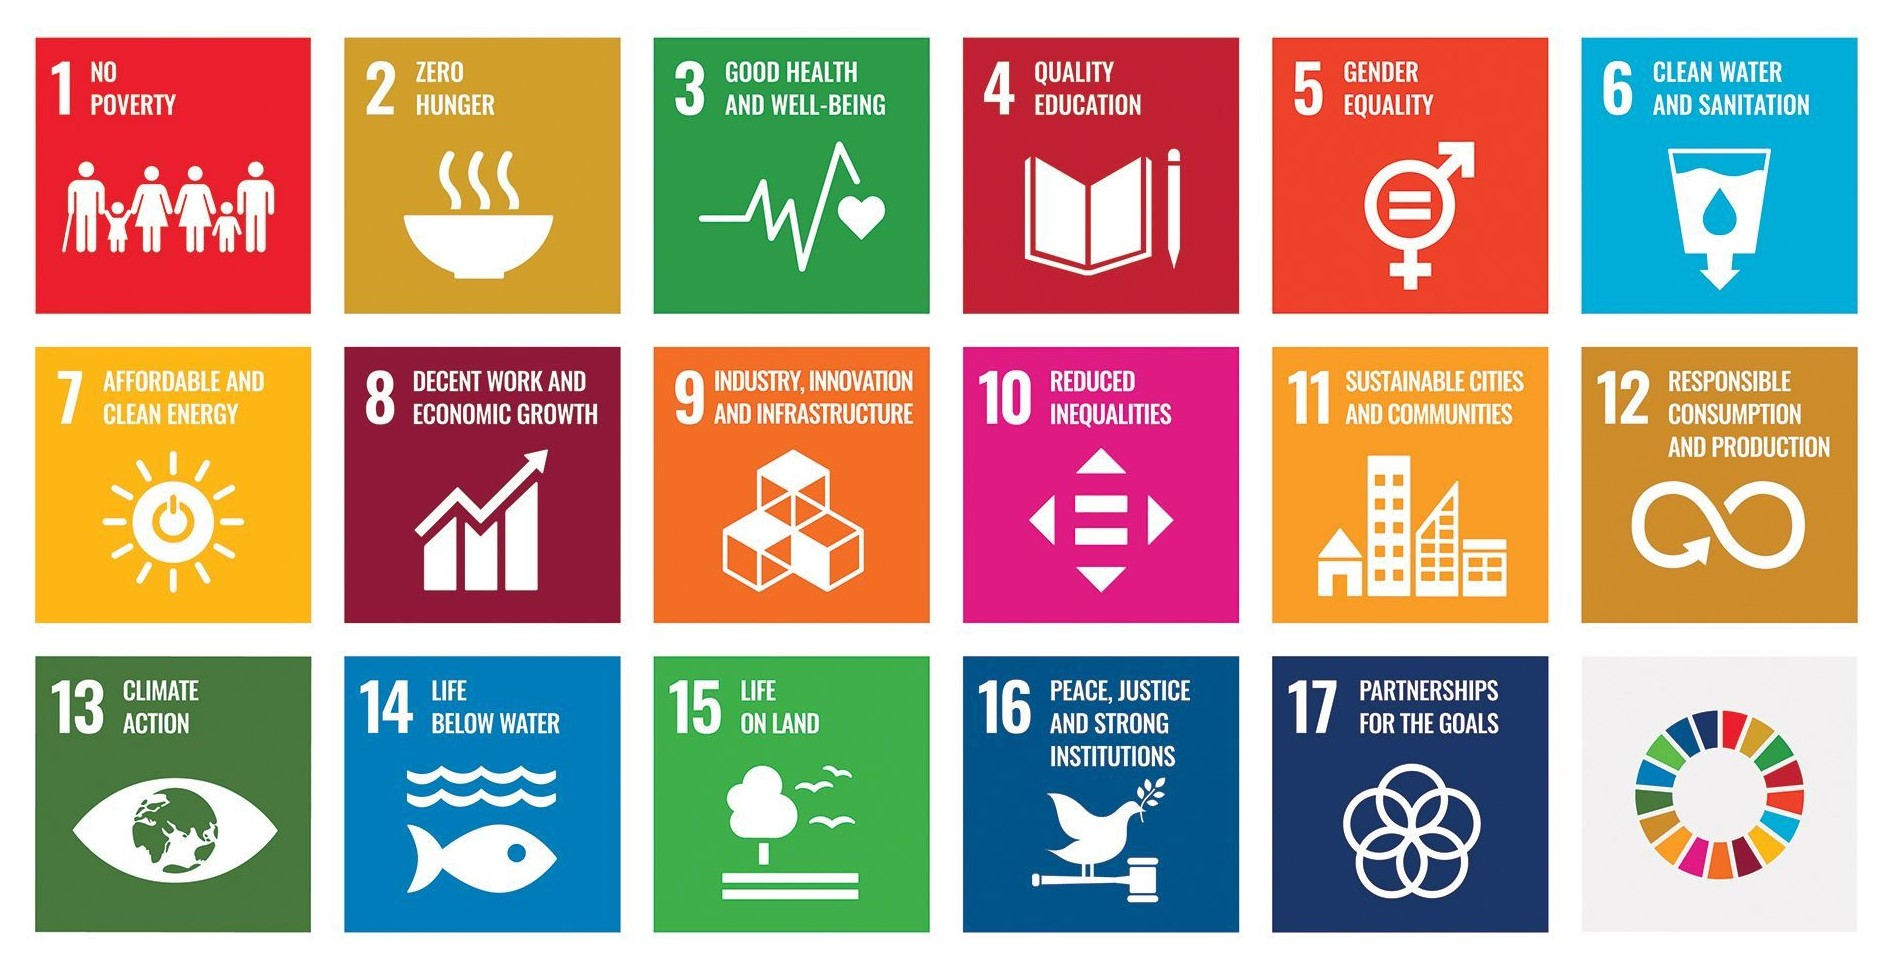 1 NO
POVERTY
2 ZERO
HUNGER
3 GOOD HEALTH
AND WELL-BEING
4 QUALITY
EDUCATION
5 GENDER
EQUALITY
6 CLEAN WATER
AND SANITATION
7 AFFORDABLE AND
CLEAN ENERGY
8 DECENT WORK AND
ECONOMIC GROWTH
9 INDUSTRY, INNOVATION
AND INFRASTRUCTURE
10 REDUCED
INEQUALITIES
11 SUSTAINABLE CITIES
AND COMMUNITIES
12 RESPONSIBLE
CONSUMPTION
AND PRODUCTION
13 CLIMATE
ACTION
14 LIFE
BELOW WATER
15 LIFE
ON LAND
16 PEACE, JUSTICE
AND STRONG
INSTITUTIONS
17 PARTNERSHIPS
FOR THE GOALS